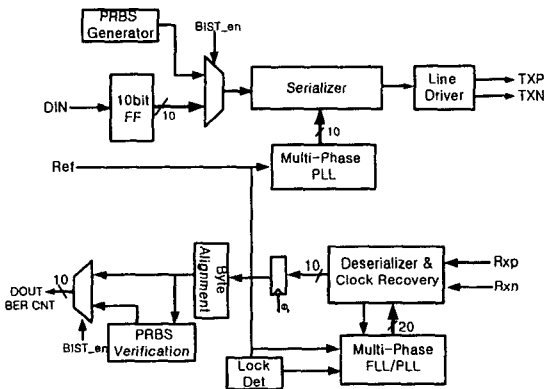 PRBS
Generator
BIST_en
DIN
10bit
FF
10
Serializer
Line
Driver
TXP
TXN
10
Ref
Multi-Phase
PLL
10
DOUT
BER CNT
BIST_en
PRBS
Verification
Byte
Alignment
Φ
10
Deserializer &
Clock Recovery
Rxp
Rxn
20
Lock
Det
Multi-Phase
FLL/PLL